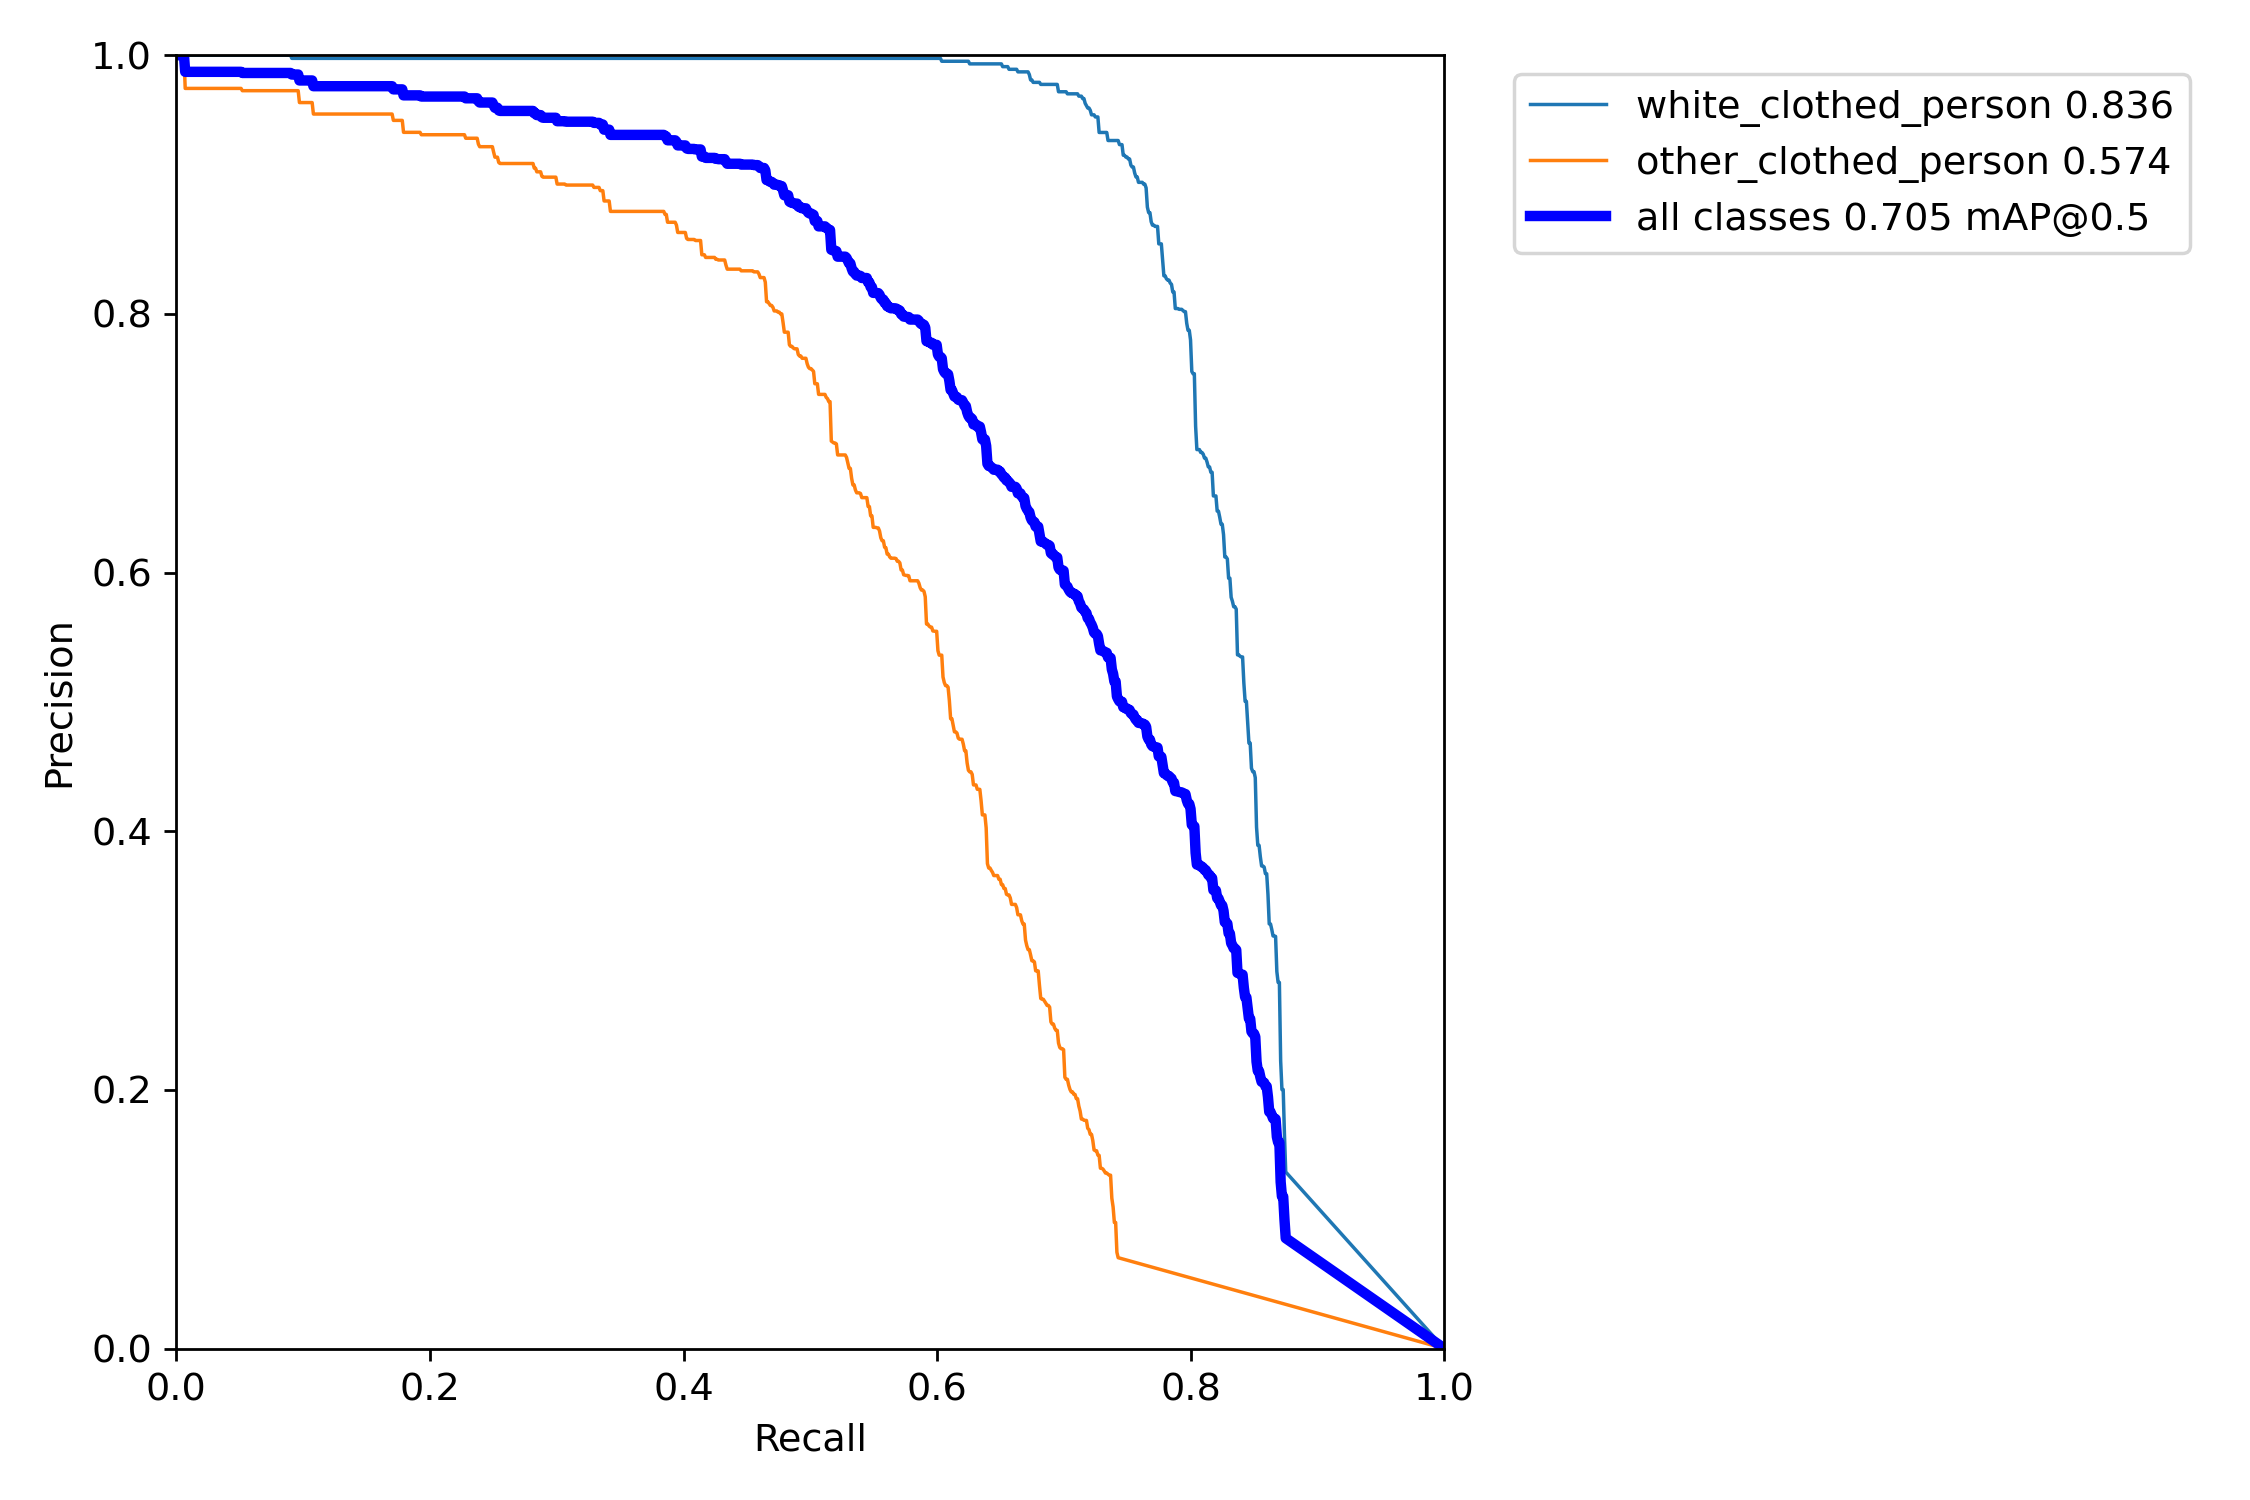 white_clothed_person 0.836
other_clothed_person 0.574
all classes 0.705 mAP@0.5
Precision
1.0
0.8
0.6
0.4
0.2
0.0
0.0 0.2 0.4 0.6 0.8 1.0
Recall